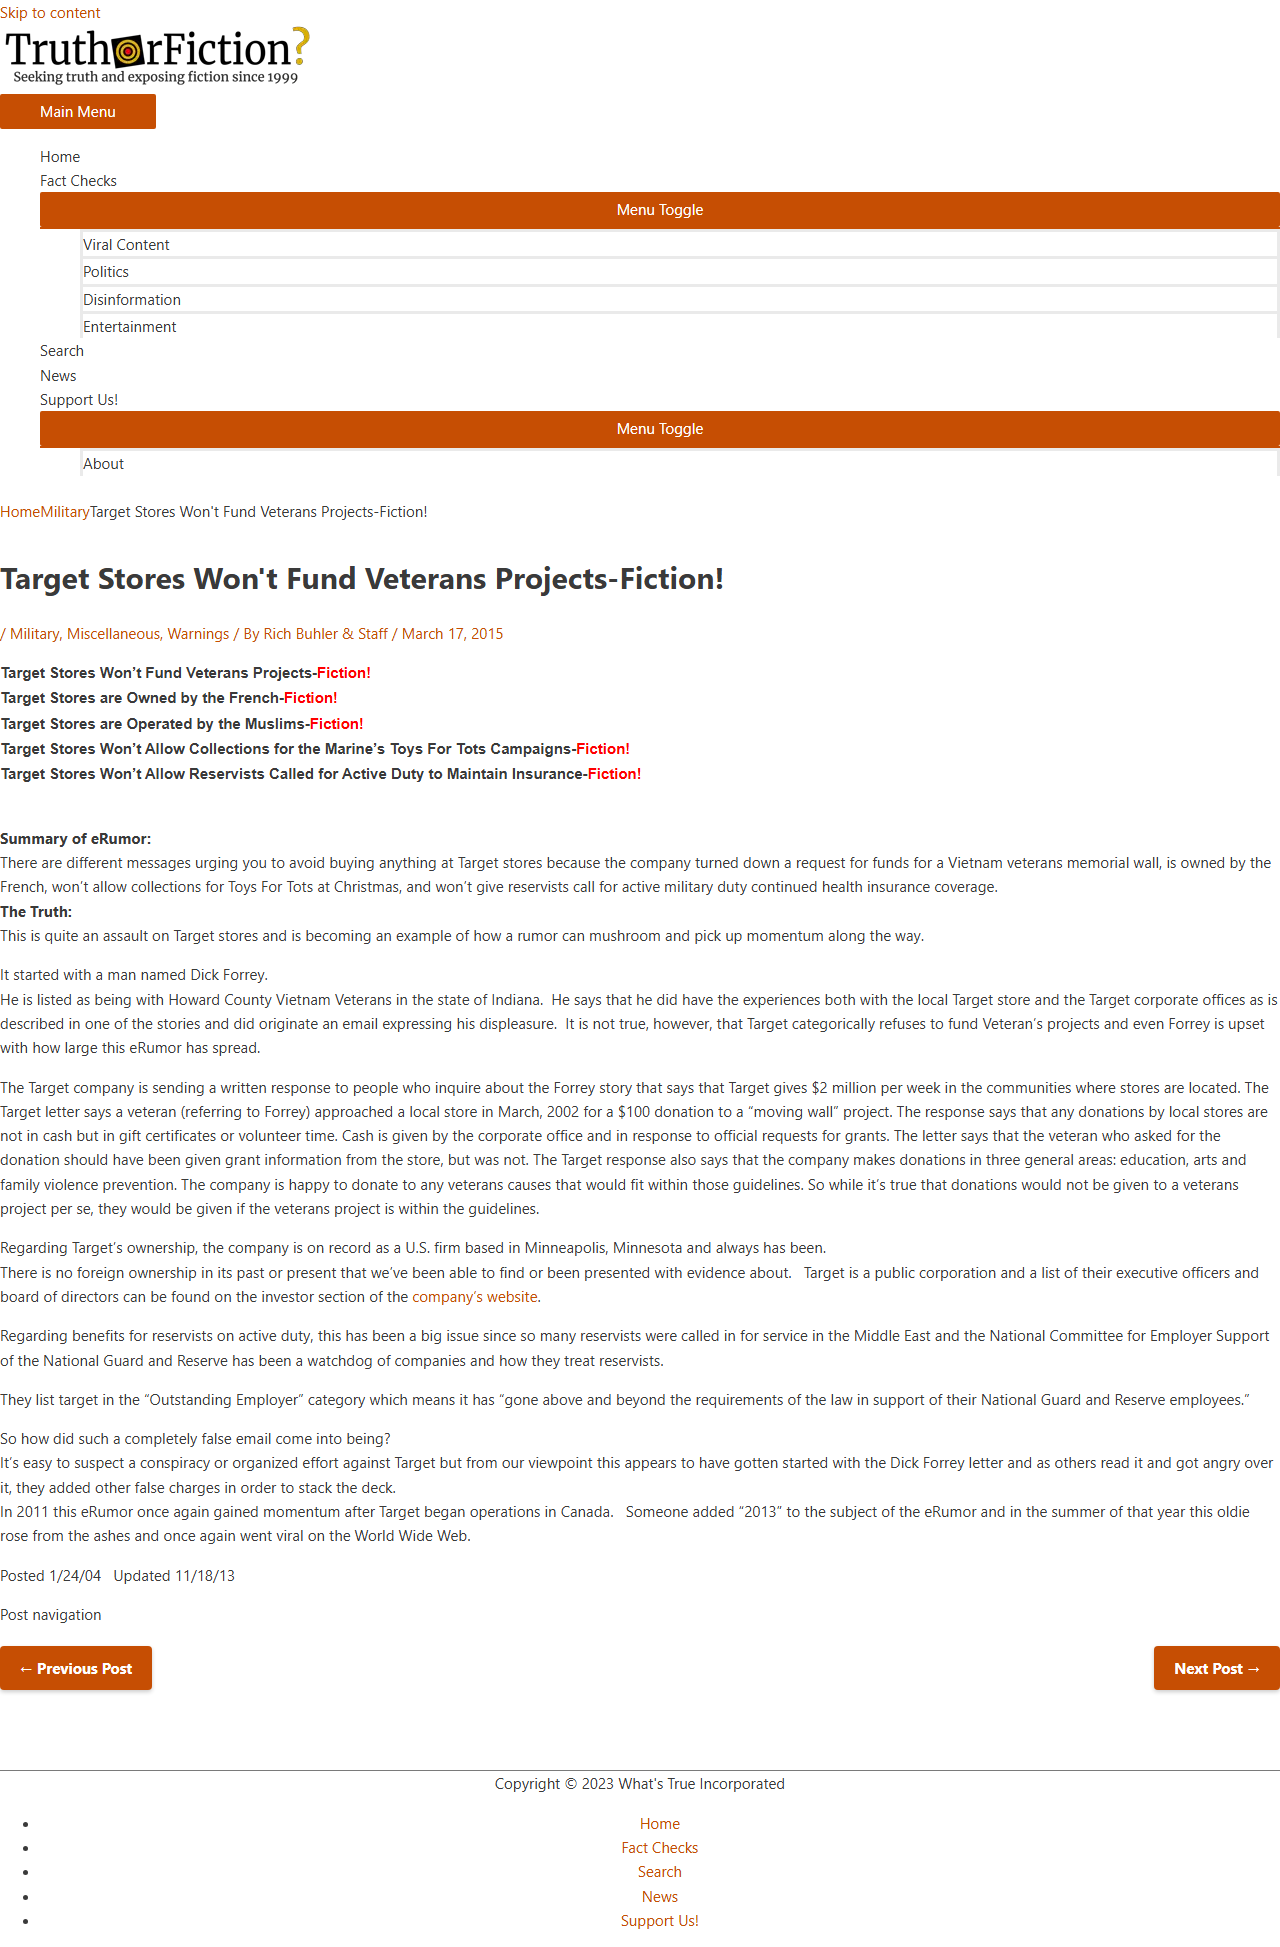 Skip to content
TruthorFiction?
Seeking truth and exposing fiction since 1999
Main Menu
Home
Fact Checks
Menu Toggle
Viral Content
Politics
Disinformation
Entertainment
Search
News
Support Us!
Menu Toggle
About
HomeMilitaryTarget Stores Won't Fund Veterans Projects-Fiction!
Target Stores Won't Fund Veterans Projects-Fiction!
/ Military, Miscellaneous, Warnings / By Rich Buhler & Staff / March 17, 2015
Target Stores Won’t Fund Veterans Projects-Fiction!
Target Stores are Owned by the French-Fiction!
Target Stores are Operated by the Muslims-Fiction!
Target Stores Won’t Allow Collections for the Marine’s Toys For Tots Campaigns-Fiction!
Target Stores Won’t Allow Reservists Called for Active Duty to Maintain Insurance-Fiction!
Summary of eRumor:
There are different messages urging you to avoid buying anything at Target stores because the company turned down a request for funds for a Vietnam veterans memorial wall, is owned by the
French, won’t allow collections for Toys For Tots at Christmas, and won’t give reservists call for active military duty continued health insurance coverage.
The Truth:
This is quite an assault on Target stores and is becoming an example of how a rumor can mushroom and pick up momentum along the way.
It started with a man named Dick Forrey.
He is listed as being with Howard County Vietnam Veterans in the state of Indiana.  He says that he did have the experiences both with the local Target store and the Target corporate offices as is
described in one of the stories and did originate an email expressing his displeasure.  It is not true, however, that Target categorically refuses to fund Veteran’s projects and even Forrey is upset
with how large this eRumor has spread.
The Target company is sending a written response to people who inquire about the Forrey story that says that Target gives $2 million per week in the communities where stores are located. The
Target letter says a veteran (referring to Forrey) approached a local store in March, 2002 for a $100 donation to a “moving wall” project. The response says that any donations by local stores are
not in cash but in gift certificates or volunteer time. Cash is given by the corporate office and in response to official requests for grants. The letter says that the veteran who asked for the
donation should have been given grant information from the store, but was not. The Target response also says that the company makes donations in three general areas: education, arts and
family violence prevention. The company is happy to donate to any veterans causes that would fit within those guidelines. So while it’s true that donations would not be given to a veterans
project per se, they would be given if the veterans project is within the guidelines.
Regarding Target’s ownership, the company is on record as a U.S. firm based in Minneapolis, Minnesota and always has been.
There is no foreign ownership in its past or present that we’ve been able to find or been presented with evidence about.   Target is a public corporation and a list of their executive officers and
board of directors can be found on the investor section of the company’s website.
Regarding benefits for reservists on active duty, this has been a big issue since so many reservists were called in for service in the Middle East and the National Committee for Employer Support
of the National Guard and Reserve has been a watchdog of companies and how they treat reservists.
They list target in the “Outstanding Employer” category which means it has “gone above and beyond the requirements of the law in support of their National Guard and Reserve employees.”
So how did such a completely false email come into being?
It’s easy to suspect a conspiracy or organized effort against Target but from our viewpoint this appears to have gotten started with the Dick Forrey letter and as others read it and got angry over
it, they added other false charges in order to stack the deck.
In 2011 this eRumor once again gained momentum after Target began operations in Canada.   Someone added “2013” to the subject of the eRumor and in the summer of that year this oldie
rose from the ashes and once again went viral on the World Wide Web.
Posted 1/24/04   Updated 11/18/13
Post navigation
← Previous Post
Next Post →
Copyright © 2023 What's True Incorporated
• Home
• Fact Checks
• Search
• News
• Support Us!